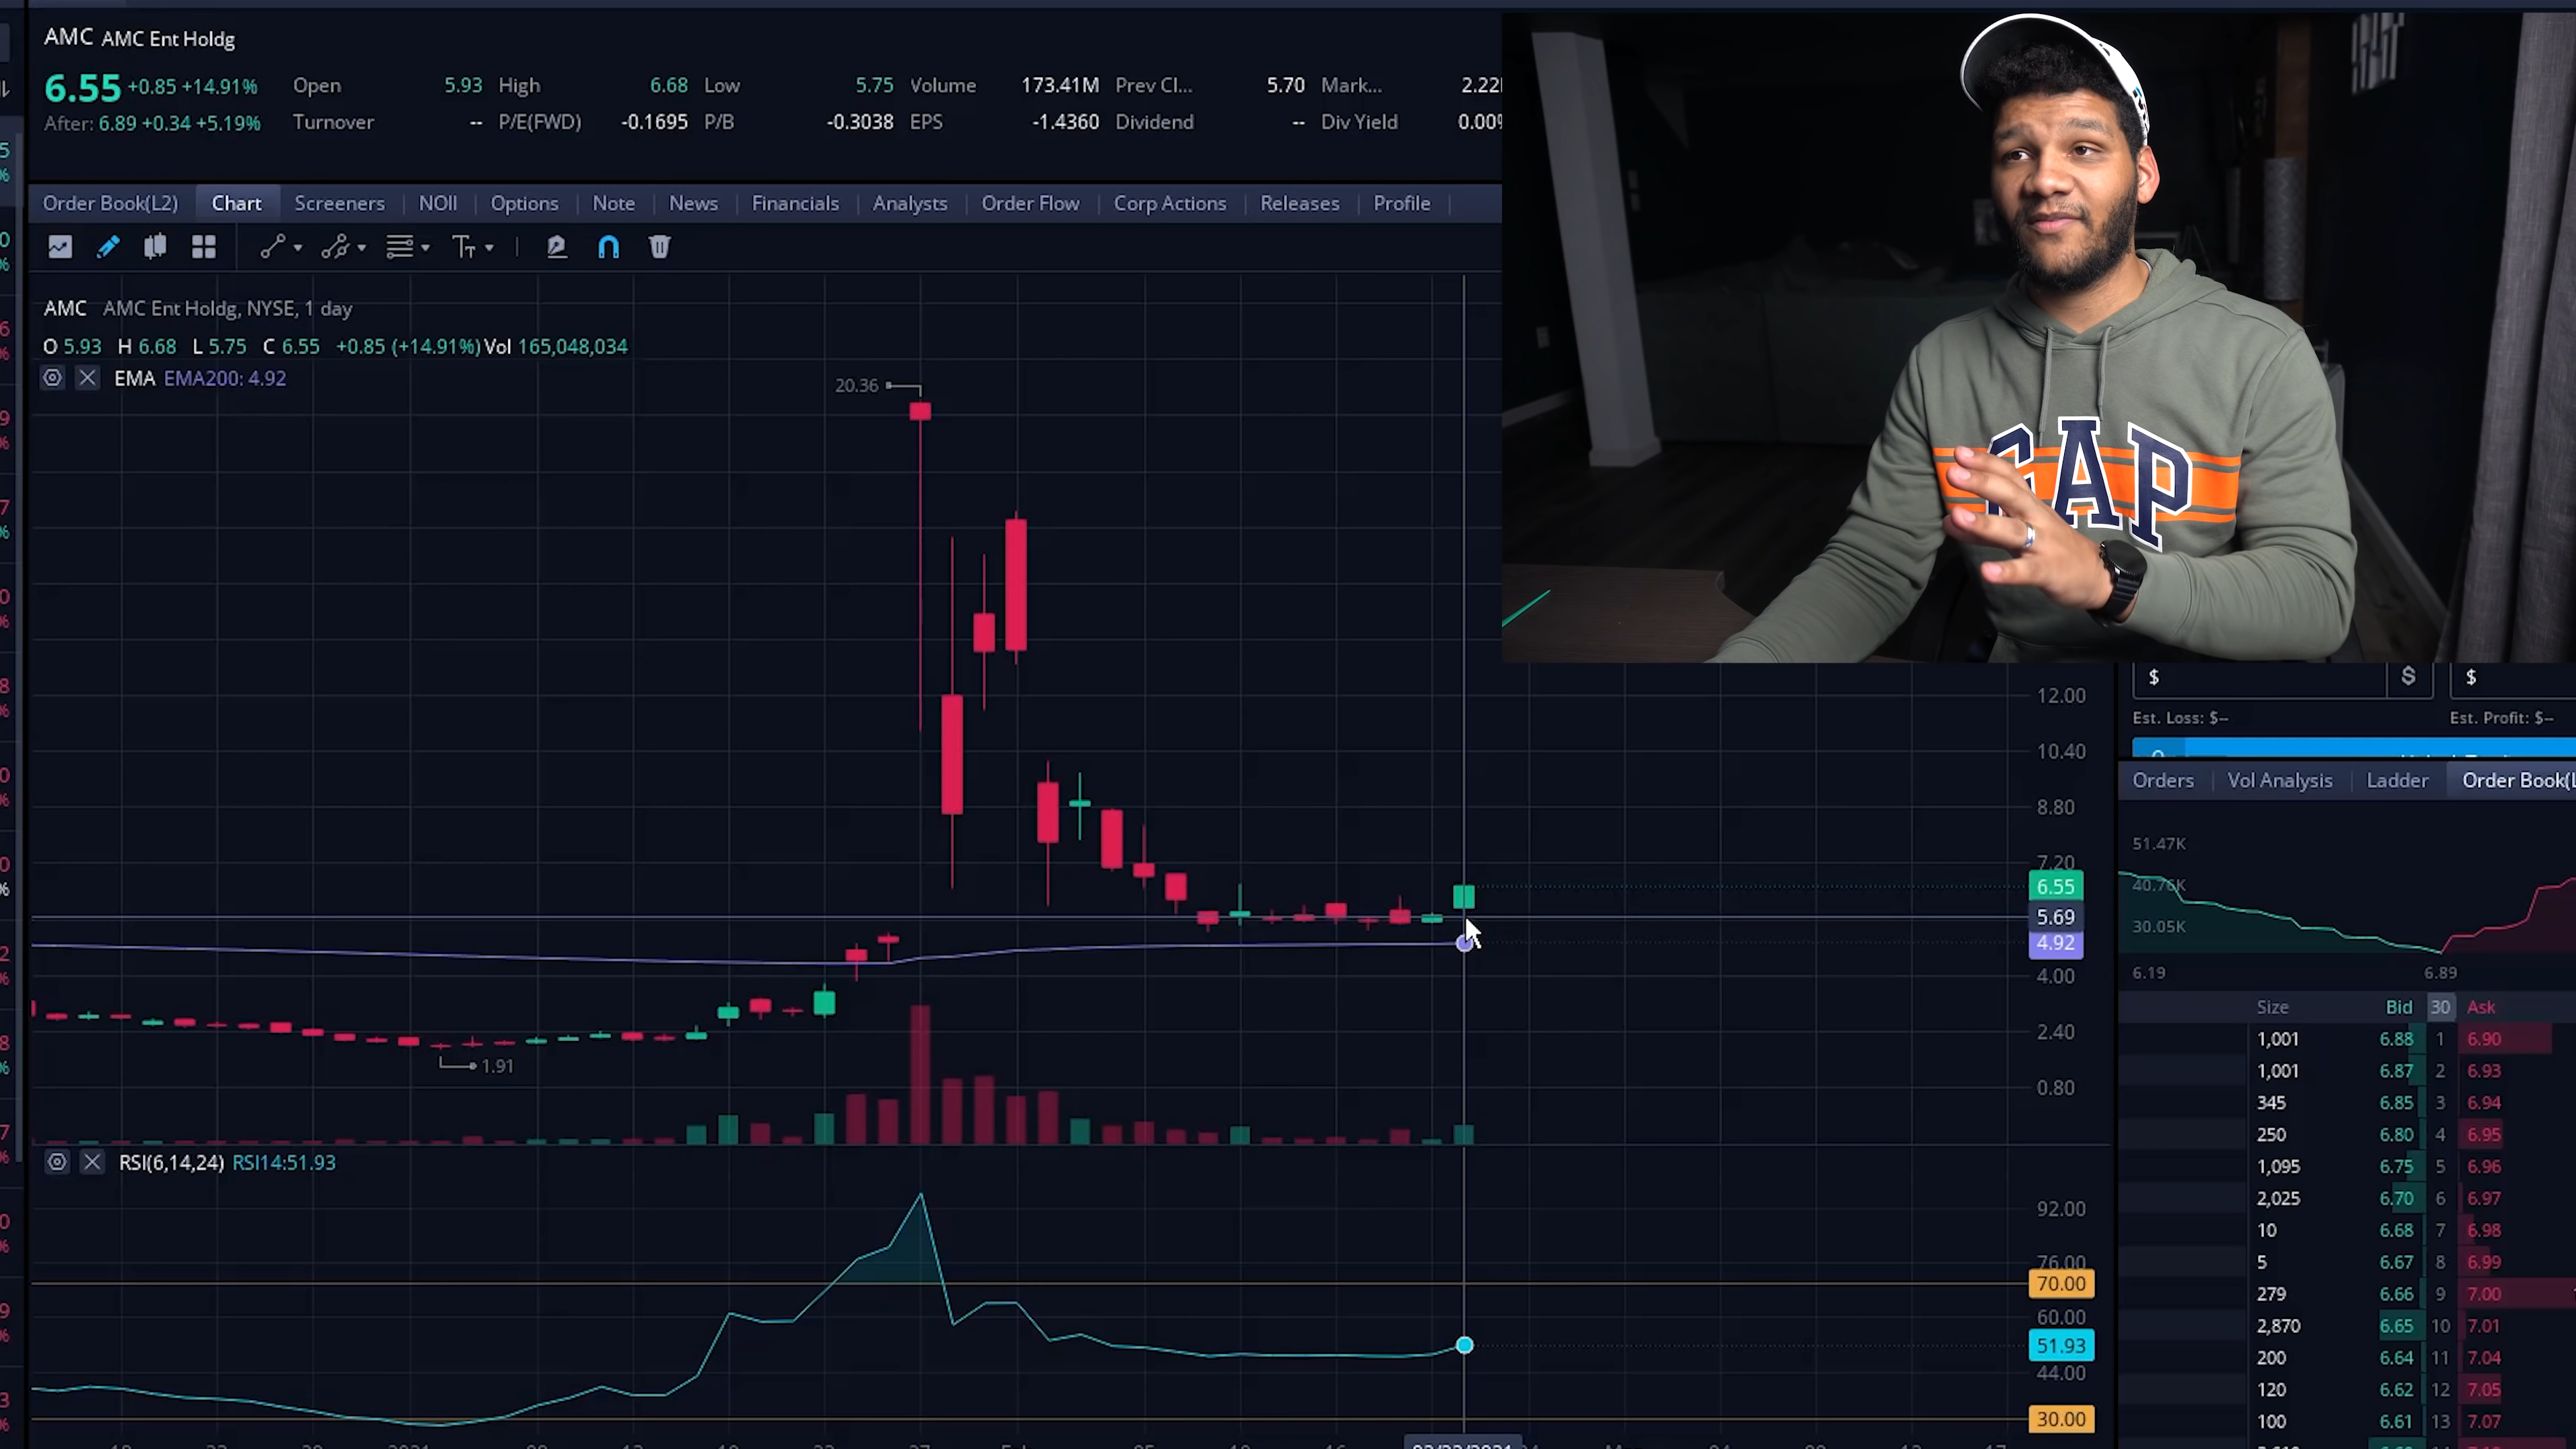 AMC AMC Ent Holdg
6.55 +0.85 +14.91% Open 5.93 High 6.68 Low 5.75 Volume 173.41M Prev Cl... 5.70 Mark...
After: 6.89 +0.34 +5.19% Turnover -- P/E(FWD) -0.1695 P/B -0.3038 EPS -1.4360 Dividend -- Div Yield
Order Book(L2) Chart Screeners NOII Options Note News Financials Analysts Order Flow Corp Actions Releases Profile
AMC AMC Ent Holdg, NYSE, 1 day
O 5.93 H 6.68 L 5.75 C 6.55 +0.85 (+14.91%) Vol 165,048,034
EMA EMA200: 4.92
20.36
GAP
12.00
10.40
8.80
7.20
6.55
5.69
4.92
4.00
2.40
0.80
1.91
RSI(6,14,24) RSI14:51.93
92.00
76.00
70.00
60.00
51.93
44.00
30.00
$ $ $
Est. Loss: $-- Est. Profit: $--
Orders Vol Analysis Ladder Order Book(L
51.47K
40.76K
30.05K
6.19 6.89
Size Bid 30 Ask
1,001 6.88 1 6.90
1,001 6.87 2 6.93
345 6.85 3 6.94
250 6.80 4 6.95
1,095 6.75 5 6.96
2,025 6.70 6 6.97
10 6.68 7 6.98
5 6.67 8 6.99
279 6.66 9 7.00
2,870 6.65 10 7.01
200 6.64 11 7.04
120 6.62 12 7.05
100 6.61 13 7.07